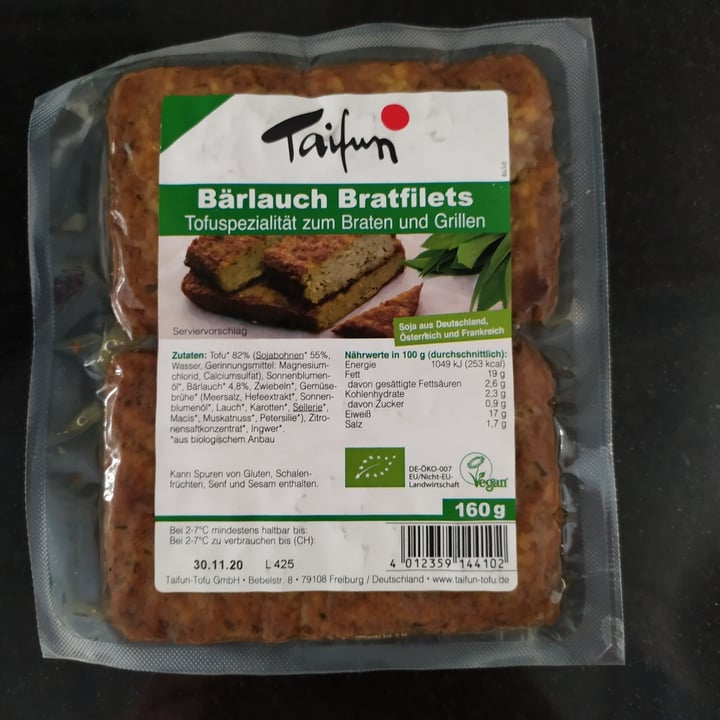 Taifun
Bärlauch Bratfilets
Tofuspezialität zum Braten und Grillen
Serviervorschlag
Soja aus Deutschland,
Österreich und Frankreich
Zutaten: Tofu* 82% (Sojabohnen* 55%,
Wasser, Gerinnungsmittel: Magnesium-
chlorid, Calciumsulfat), Sonnenblumen-
öl*, Bärlauch* 4,8%, Zwiebeln*, Gemüse-
brühe* (Meersalz, Hefeextrakt*, Sonnen-
blumenöl*, Lauch*, Karotten*, Sellerie*,
Macis*, Muskatnuss*, Petersilie*), Zitro-
nensaftkonzentrat*, Ingwer*.
*aus biologischem Anbau
Kann Spuren von Gluten, Schalen-
früchten, Senf und Sesam enthalten.
Nährwerte in 100 g (durchschnittlich):
Energie 1049 kJ (253 kcal)
Fett 19 g
davon gesättigte Fettsäuren 2,6 g
Kohlenhydrate 2,3 g
davon Zucker 0,9 g
Eiweiß 17 g
Salz 1,7 g
DE-ÖKO-007
EU/Nicht-EU-
Landwirtschaft
Vegan
160 g
Bei 2-7°C mindestens haltbar bis:
Bei 2-7°C zu verbrauchen bis (CH):
30.11.20 L 425
4 012359 144102
Taifun-Tofu GmbH • Bebelstr. 8 • 79108 Freiburg / Deutschland • www.taifun-tofu.de